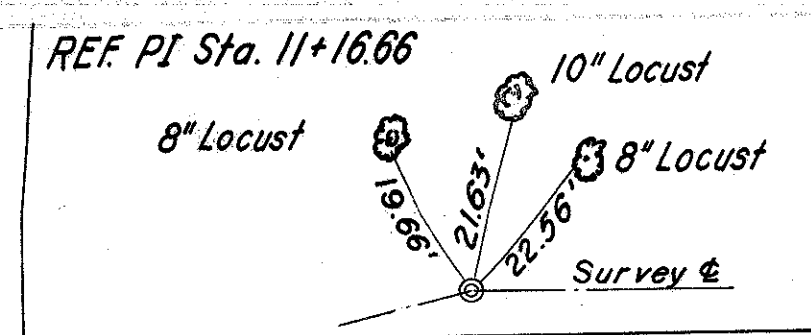 REF. PI Sta. 11+16.66
10" Locust
8" Locust
8" Locust
19.66'
21.63'
22.56'
Survey ℄